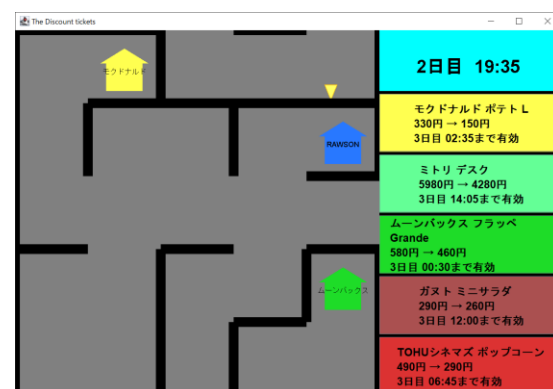 The Discount tickets
モクドナルド
RAWSON
ムーンバックス
2日目 19:35
モクドナルド ポテト L
330円 → 150円
3日目 02:35まで有効
ミトリ デスク
5980円 → 4280円
3日目 14:05まで有効
ムーンバックス フラッペ
Grande
580円 → 460円
3日目 00:30まで有効
ガヌト ミニサラダ
290円 → 260円
3日目 12:00まで有効
TOHUシネマズ ポップコーン
490円 → 290円
3日目 06:45まで有効